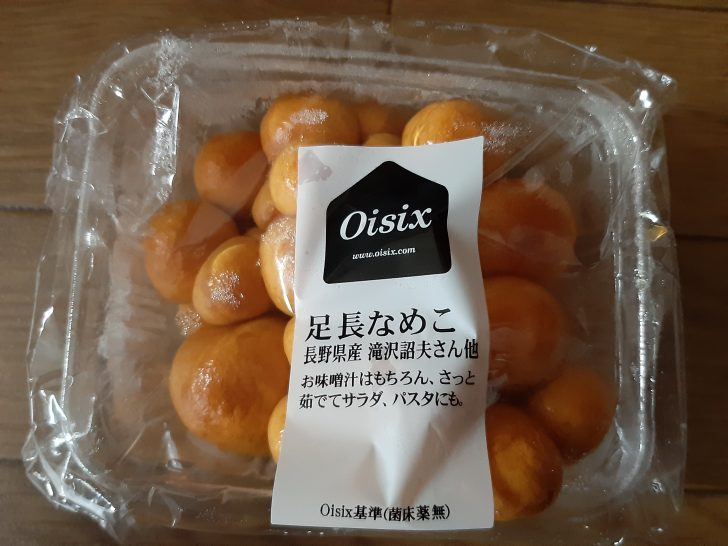 Oisix
www.oisix.com
足長なめこ
長野県産 滝沢詔夫さん他
お味噌汁はもちろん、さっと
茹でてサラダ、パスタにも。
Oisix基準(菌床薬無)